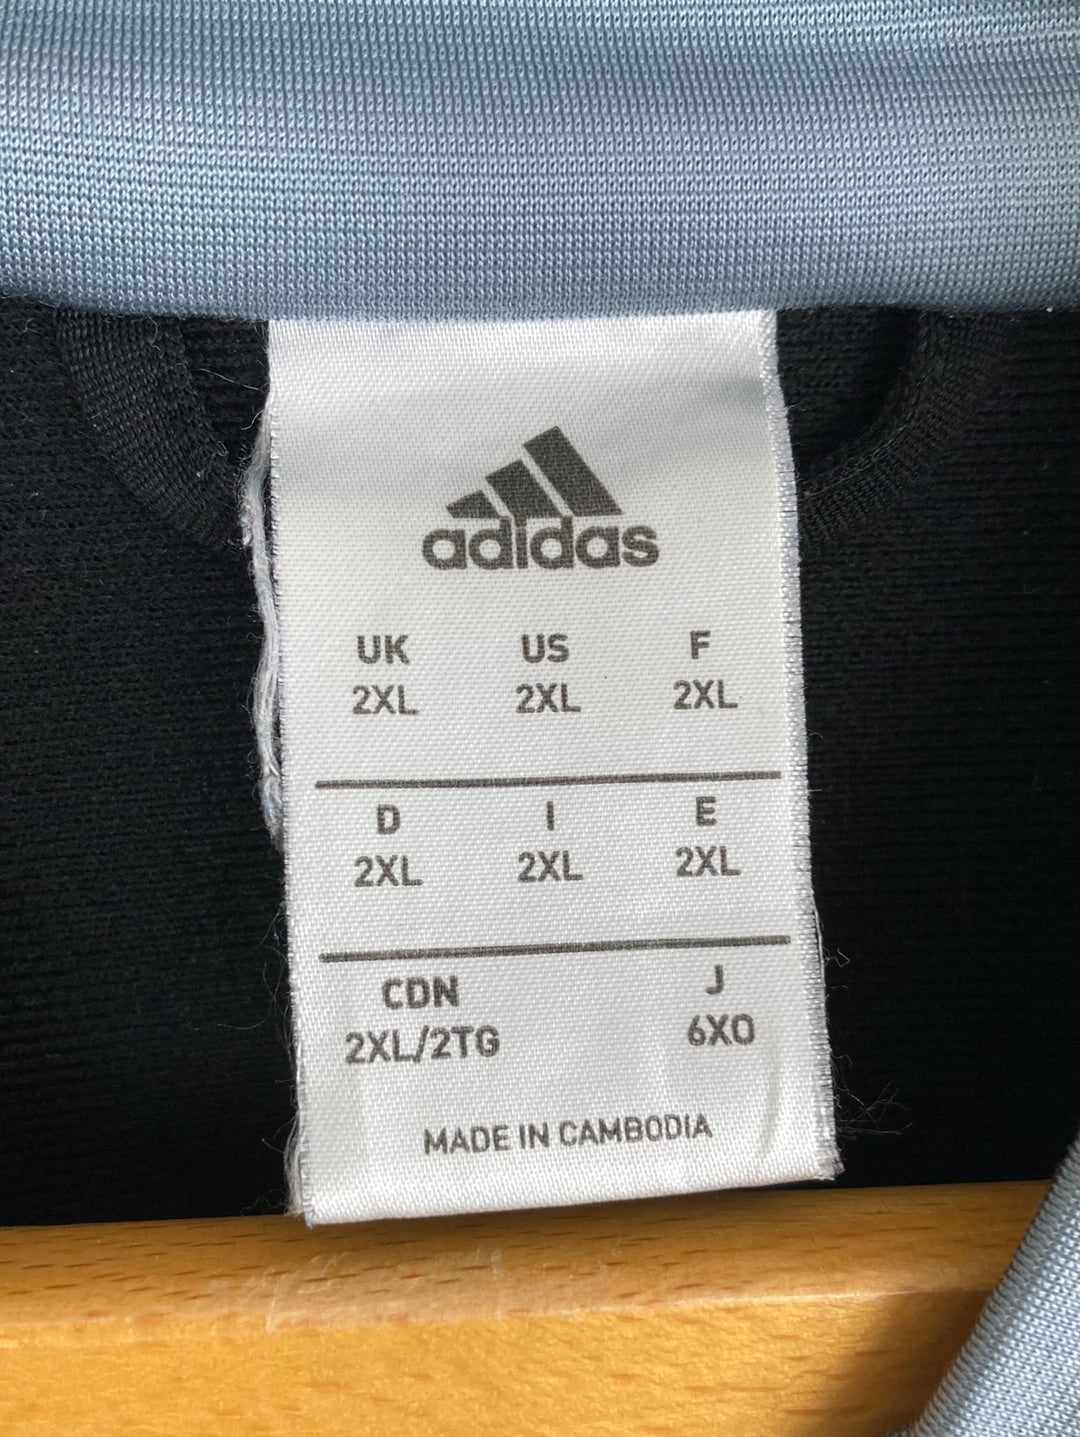 adidas
UK US F
2XL 2XL 2XL
D I E
2XL 2XL 2XL
CDN J
2XL/2TG 6XO
MADE IN CAMBODIA